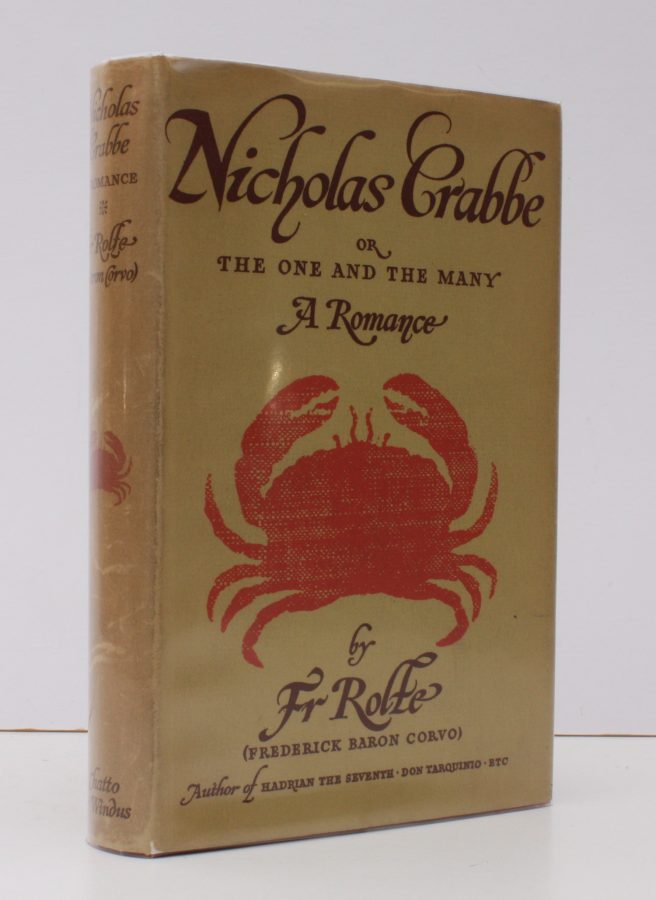 Nicholas Crabbe
OR
THE ONE AND THE MANY
A Romance
by
Fr Rolfe
(FREDERICK BARON CORVO)
Author of HADRIAN THE SEVENTH · DON TARQUINIO · ETC
Nicholas
Crabbe
ROMANCE
Fr Rolfe
Baron Corvo)
Chatto
Windus